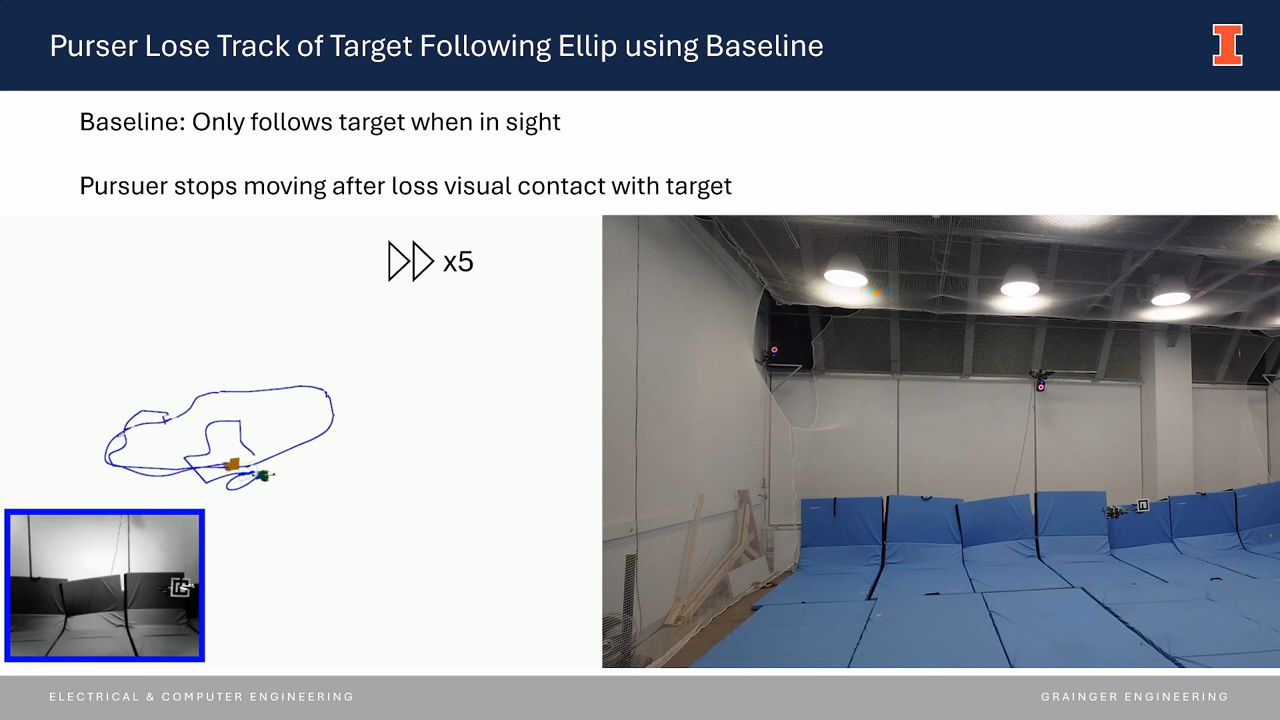 Purser Lose Track of Target Following Ellip using Baseline
Baseline: Only follows target when in sight
Pursuer stops moving after loss visual contact with target
x5
ELECTRICAL & COMPUTER ENGINEERING
GRAINGER ENGINEERING